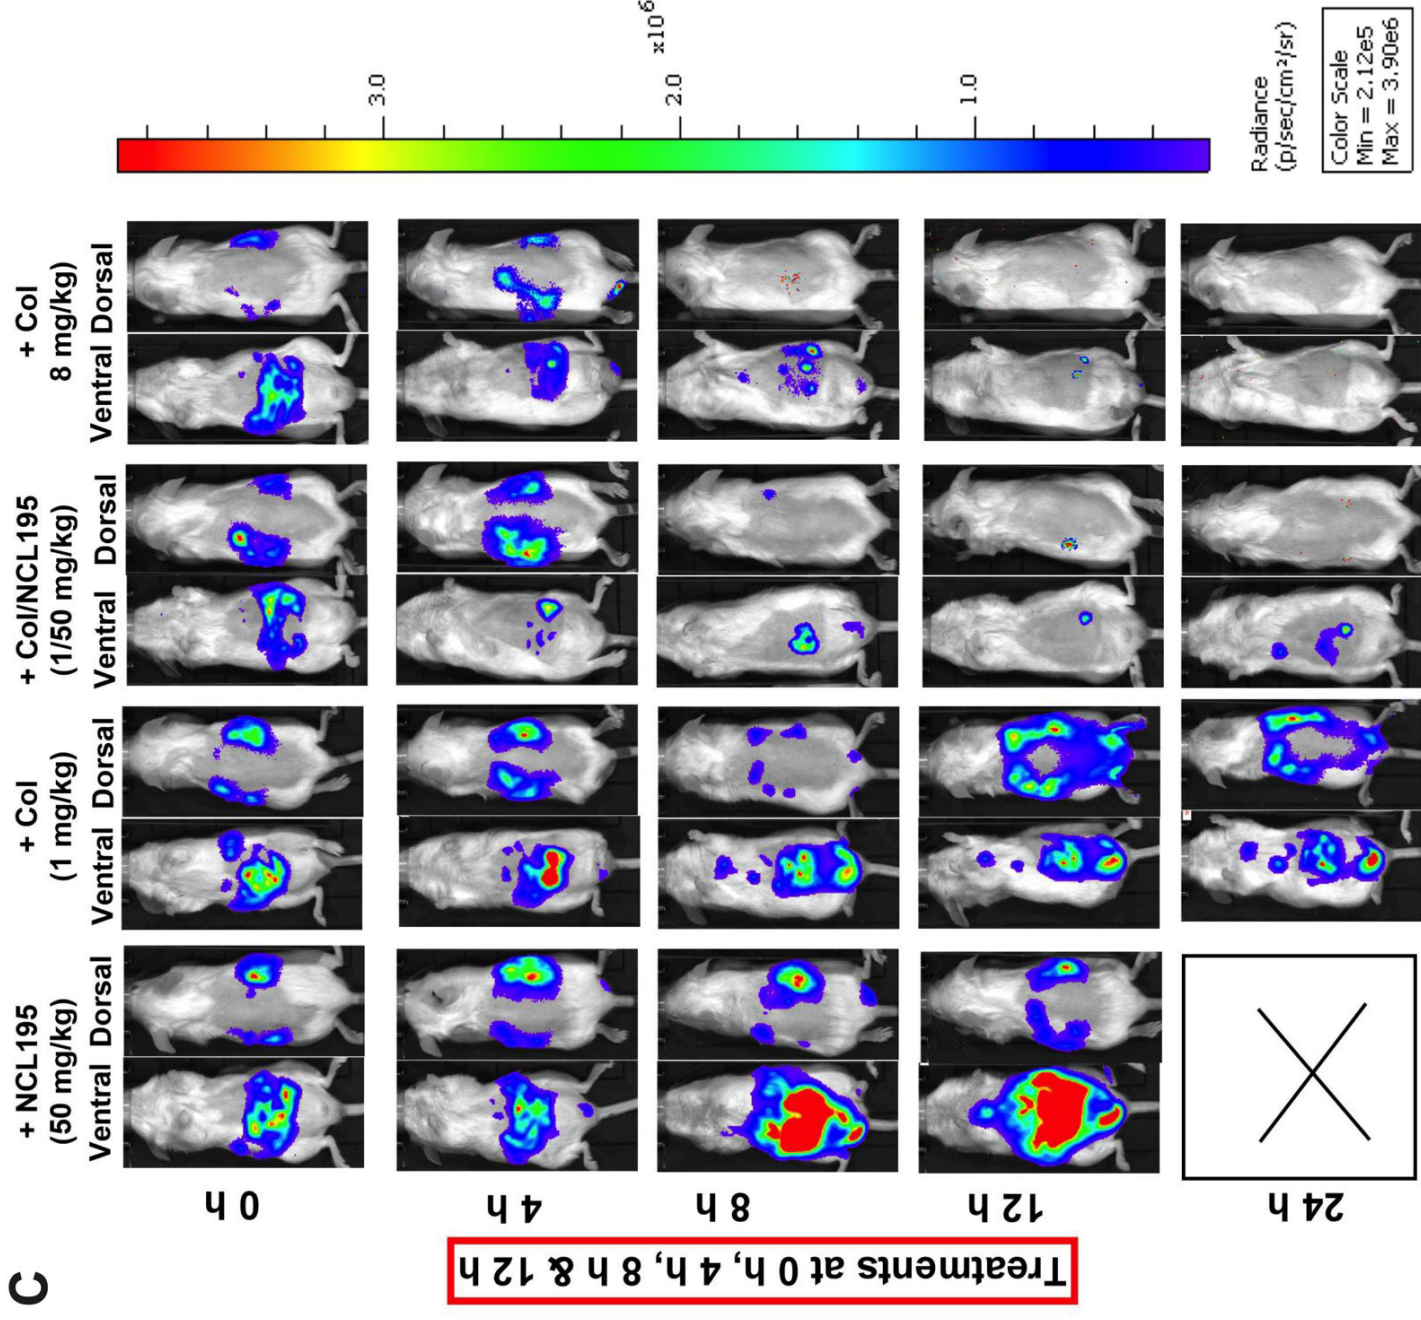 C
+ NCL195
(50 mg/kg)
Ventral Dorsal
+ Col
(1 mg/kg)
Ventral Dorsal
+ Col/NCL195
(1/50 mg/kg)
Ventral Dorsal
+ Col
8 mg/kg)
Ventral Dorsal
0 h
4 h
8 h
12 h
24 h
Treatments at 0 h, 4 h, 8 h & 12 h
3.0
2.0
1.0
x10⁶
Radiance
(p/sec/cm²/sr)
Color Scale
Min = 2.12e5
Max = 3.90e6